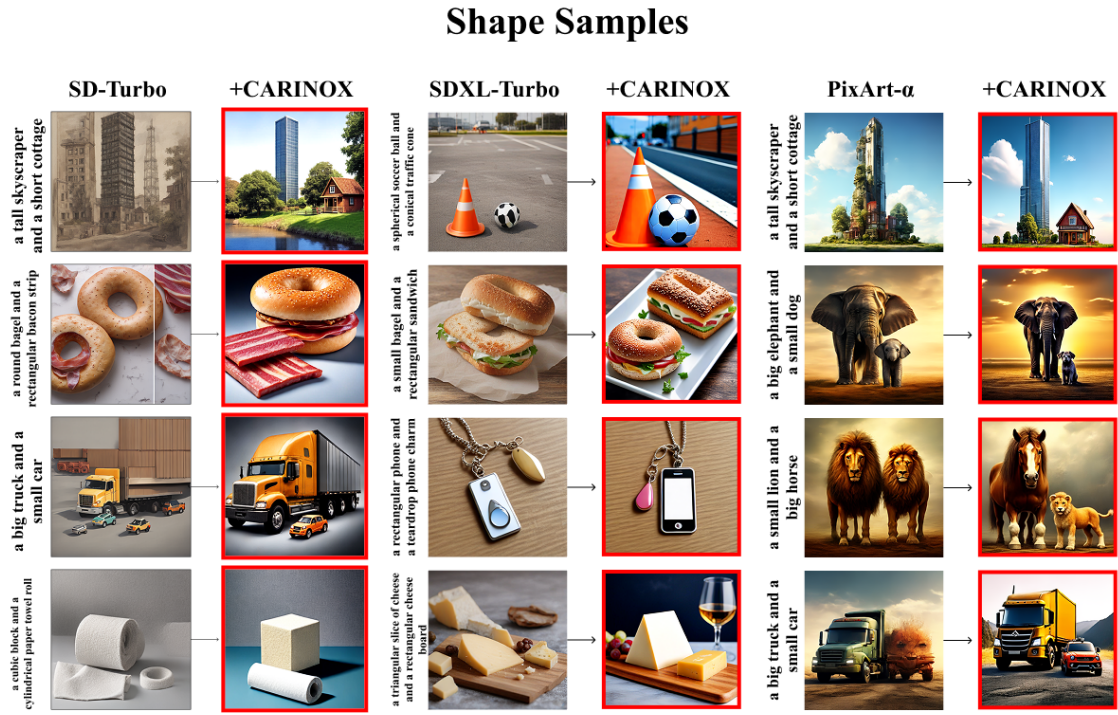 Shape Samples
SD-Turbo
+CARINOX
SDXL-Turbo
+CARINOX
PixArt-α
+CARINOX
a tall skyscraper
and a short cottage
a spherical soccer ball and
a conical traffic cone
a tall skyscraper
and a short cottage
a round bagel and a
rectangular bacon strip
a small bagel and a
rectangular sandwich
a big elephant and
a small dog
a big truck and a
small car
a rectangular phone and
a teardrop phone charm
a small lion and a
big horse
a cubic block and a
cylindrical paper towel roll
a triangular slice of cheese
and a rectangular cheese
board
a big truck and a
small car